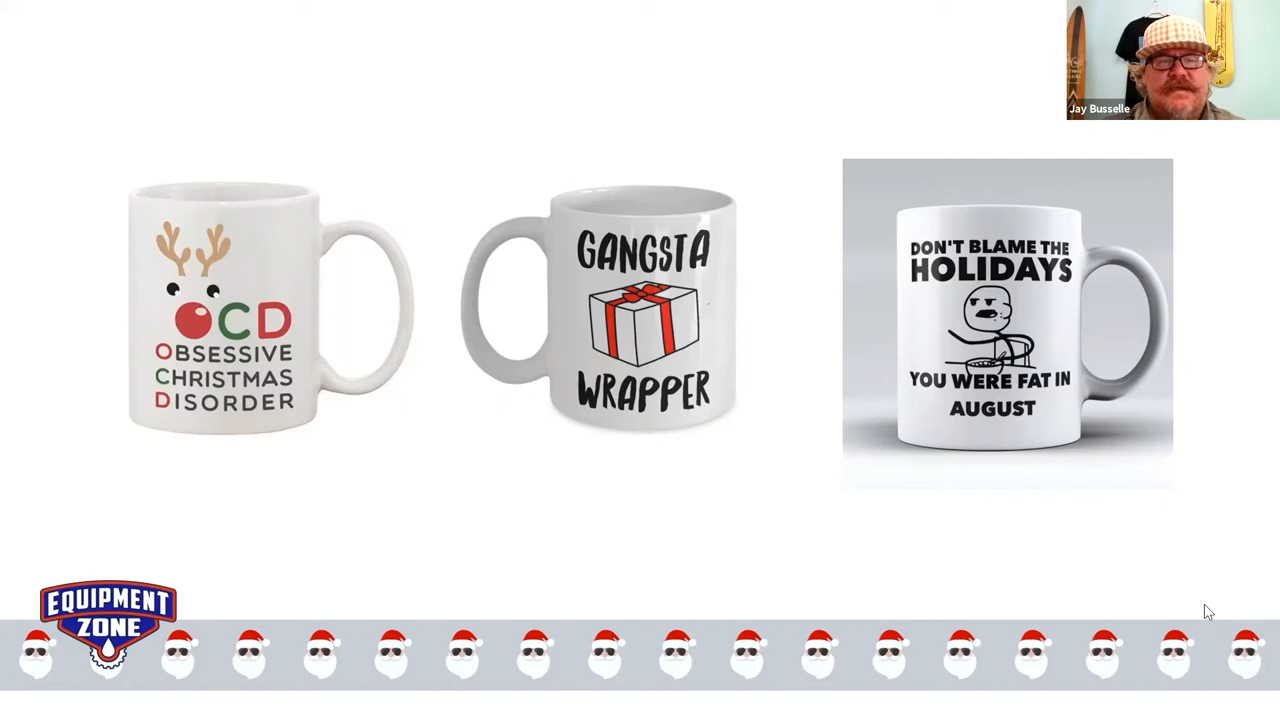 Jay Busselle
OCD
OBSESSIVE
CHRISTMAS
DISORDER
GANGSTA
WRAPPER
DON'T BLAME THE
HOLIDAYS
YOU WERE FAT IN
AUGUST
EQUIPMENT
ZONE